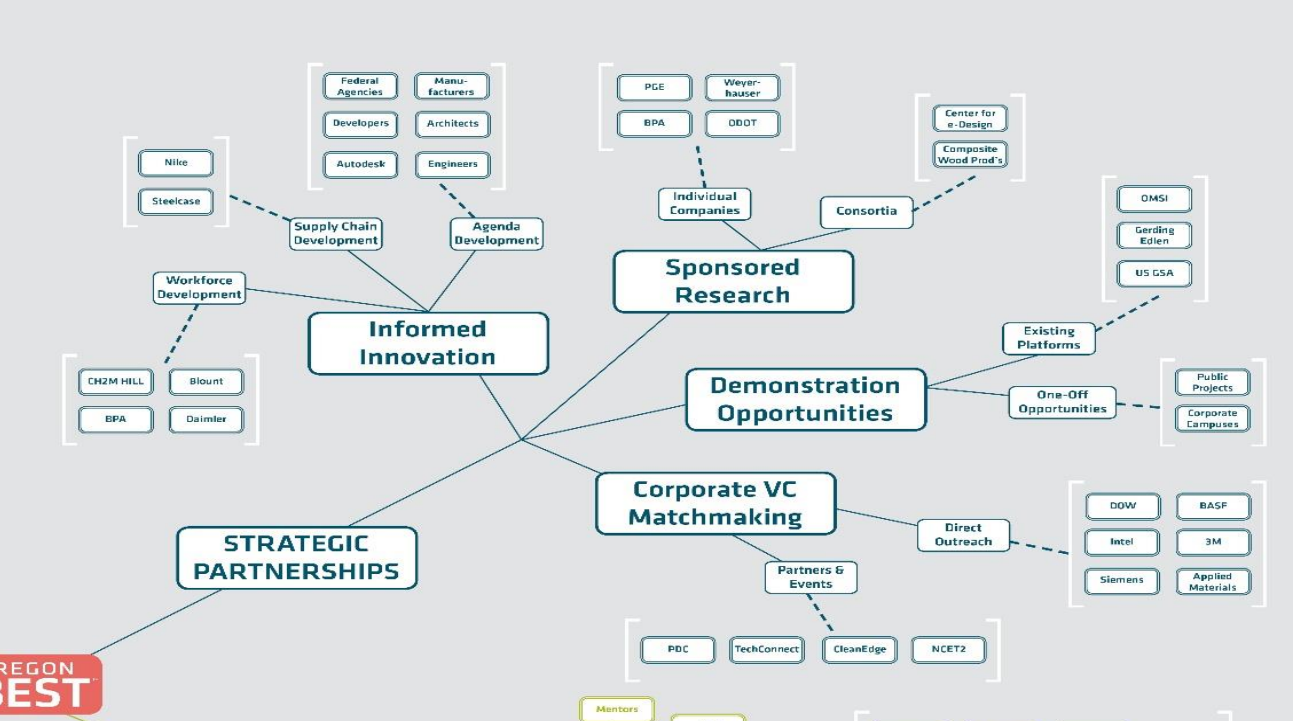 Federal
Agencies
Manu-
facturers
Developers
Architects
Autodesk
Engineers
PGE
Weyer-
hauser
BPA
ODOT
Center for
e-Design
Composite
Wood Prod's
Nike
Steelcase
Supply Chain
Development
Agenda
Development
Individual
Companies
Consortia
OMSI
Gerding
Edlen
US GSA
Workforce
Development
Informed
Innovation
Sponsored
Research
Existing
Platforms
CH2M HILL
Blount
BPA
Daimler
Demonstration
Opportunities
One-Off
Opportunities
Public
Projects
Corporate
Campuses
Corporate VC
Matchmaking
Direct
Outreach
DOW
BASF
Intel
3M
Siemens
Applied
Materials
STRATEGIC
PARTNERSHIPS
Partners &
Events
PDC
TechConnect
CleanEdge
NCET2
REGON
BEST
Mentors